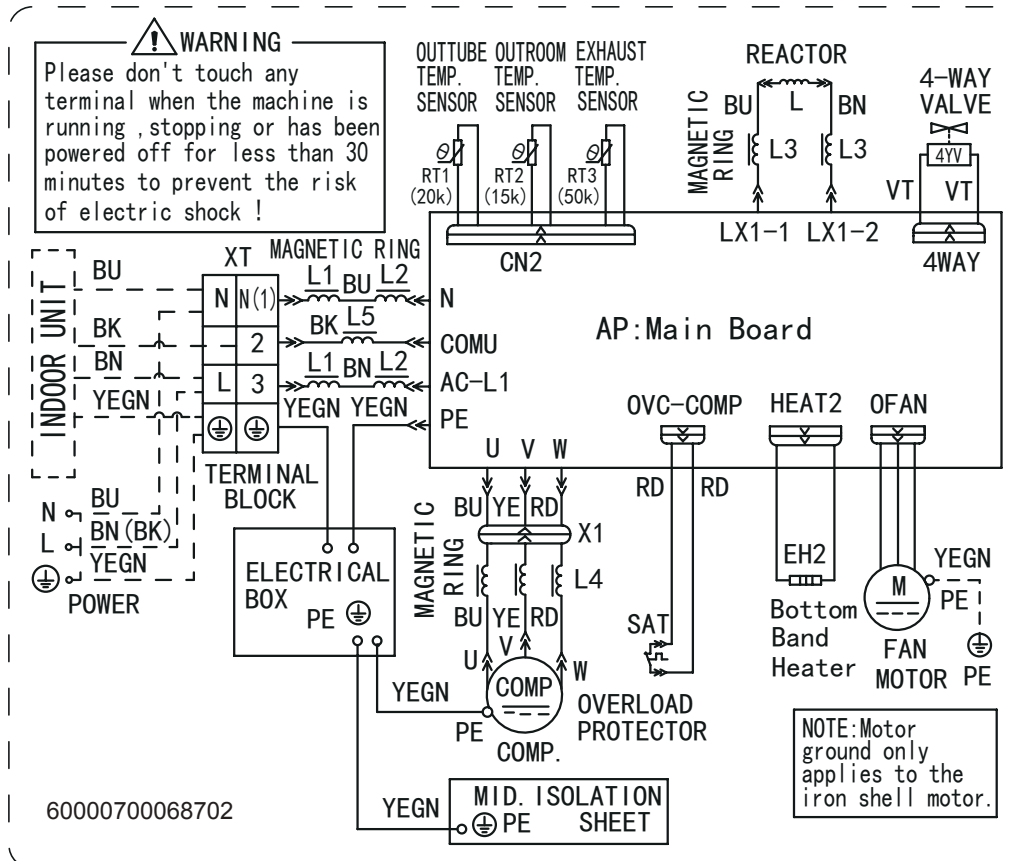 WARNING
Please don't touch any
terminal when the machine is
running ,stopping or has been
powered off for less than 30
minutes to prevent the risk
of electric shock !
OUTTUBE OUTROOM EXHAUST
TEMP. TEMP. TEMP.
SENSOR SENSOR SENSOR
θ θ θ
RT1 RT2 RT3
(20k) (15k) (50k)
CN2
REACTOR
MAGNETIC
RING
BU L BN
L3 L3
LX1-1 LX1-2
4-WAY
VALVE
4YV
VT VT
4WAY
INDOOR UNIT
BU
BK
BN
YEGN
XT
N N(1)
2
L 3
TERMINAL
BLOCK
MAGNETIC RING
L1 BU L2
BK L5
L1 BN L2
YEGN YEGN
N
COMU
AC-L1
PE
AP:Main Board
OVC-COMP HEAT2 OFAN
U V W
N BU
L BN(BK)
YEGN
POWER
ELECTRICAL
BOX
PE
MAGNETIC
RING
BU YE RD
X1
L4
BU YE RD
U V W
COMP
PE
COMP.
YEGN
RD RD
SAT
OVERLOAD
PROTECTOR
EH2
Bottom
Band
Heater
M
FAN
MOTOR
YEGN
PE
PE
NOTE:Motor
ground only
applies to the
iron shell motor.
YEGN
MID. ISOLATION
PE SHEET
60000700068702